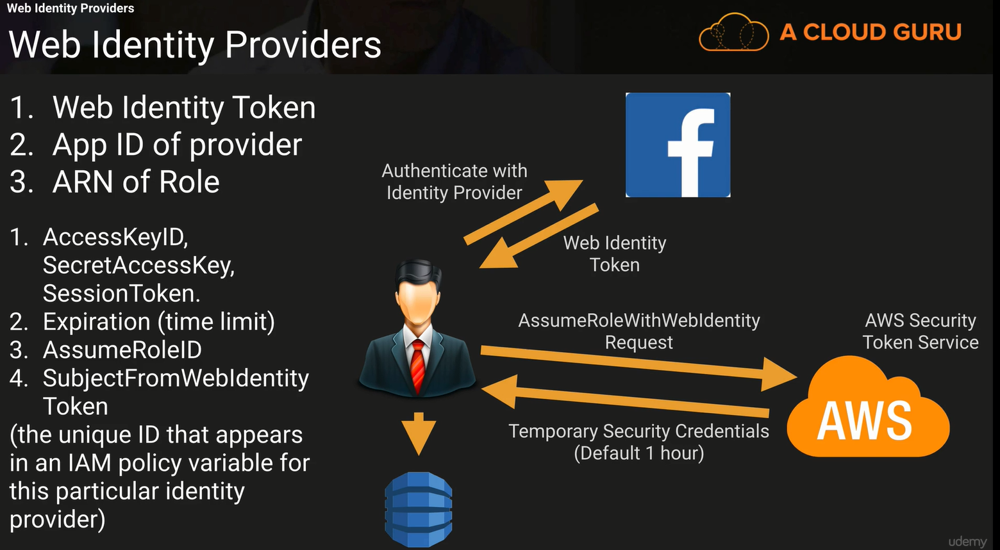 Web Identity Providers
Web Identity Providers
A CLOUD GURU
1. Web Identity Token
2. App ID of provider
3. ARN of Role
1. AccessKeyID,
SecretAccessKey,
SessionToken.
2. Expiration (time limit)
3. AssumeRoleID
4. SubjectFromWebIdentity
Token
(the unique ID that appears
in an IAM policy variable for
this particular identity
provider)
Authenticate with
Identity Provider
f
Web Identity
Token
AssumeRoleWithWebIdentity
Request
AWS Security
Token Service
AWS
Temporary Security Credentials
(Default 1 hour)
udemy